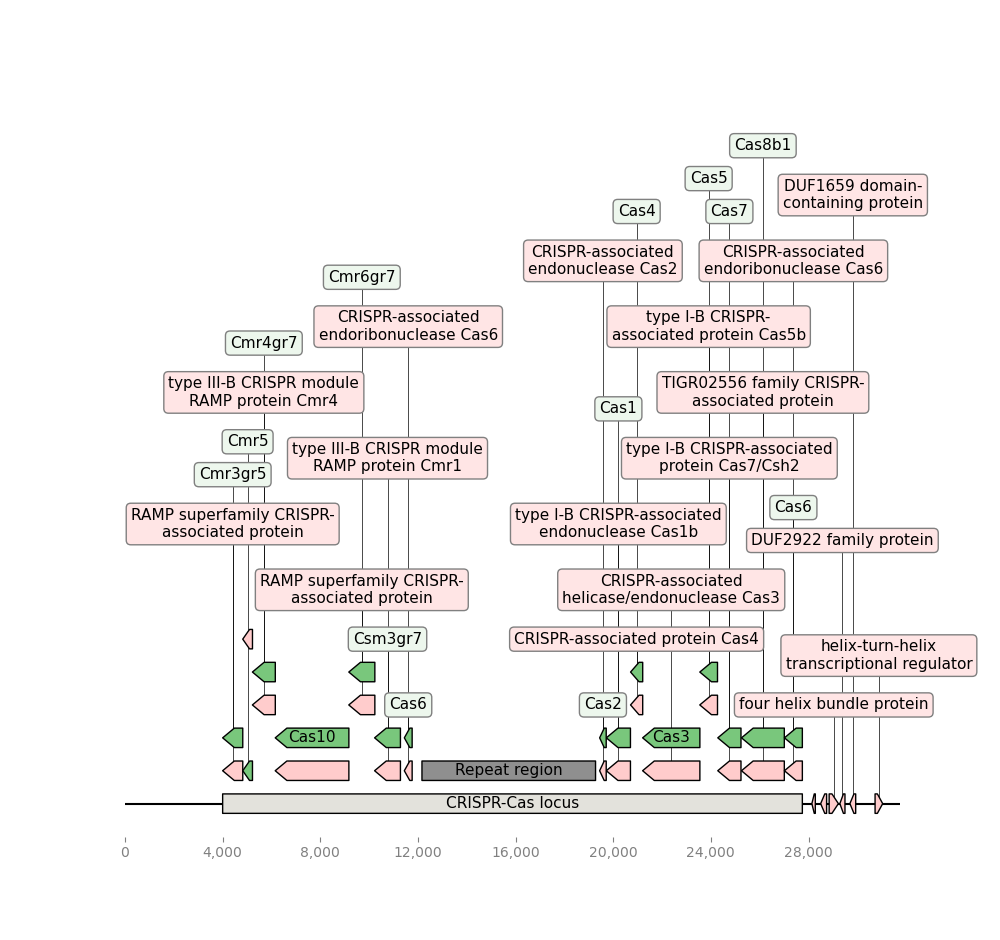 Cas8b1
Cas5
DUF1659 domain-
containing protein
Cas4
Cas7
CRISPR-associated
endonuclease Cas2
CRISPR-associated
endoribonuclease Cas6
Cmr6gr7
CRISPR-associated
endoribonuclease Cas6
type I-B CRISPR-
associated protein Cas5b
Cmr4gr7
type III-B CRISPR module
RAMP protein Cmr4
TIGR02556 family CRISPR-
associated protein
Cas1
Cmr5
type III-B CRISPR module
RAMP protein Cmr1
type I-B CRISPR-associated
protein Cas7/Csh2
Cmr3gr5
Cas6
RAMP superfamily CRISPR-
associated protein
type I-B CRISPR-associated
endonuclease Cas1b
DUF2922 family protein
RAMP superfamily CRISPR-
associated protein
CRISPR-associated
helicase/endonuclease Cas3
Csm3gr7
CRISPR-associated protein Cas4
helix-turn-helix
transcriptional regulator
Cas6
Cas2
four helix bundle protein
Cas10
Cas3
Repeat region
CRISPR-Cas locus
0
4,000
8,000
12,000
16,000
20,000
24,000
28,000